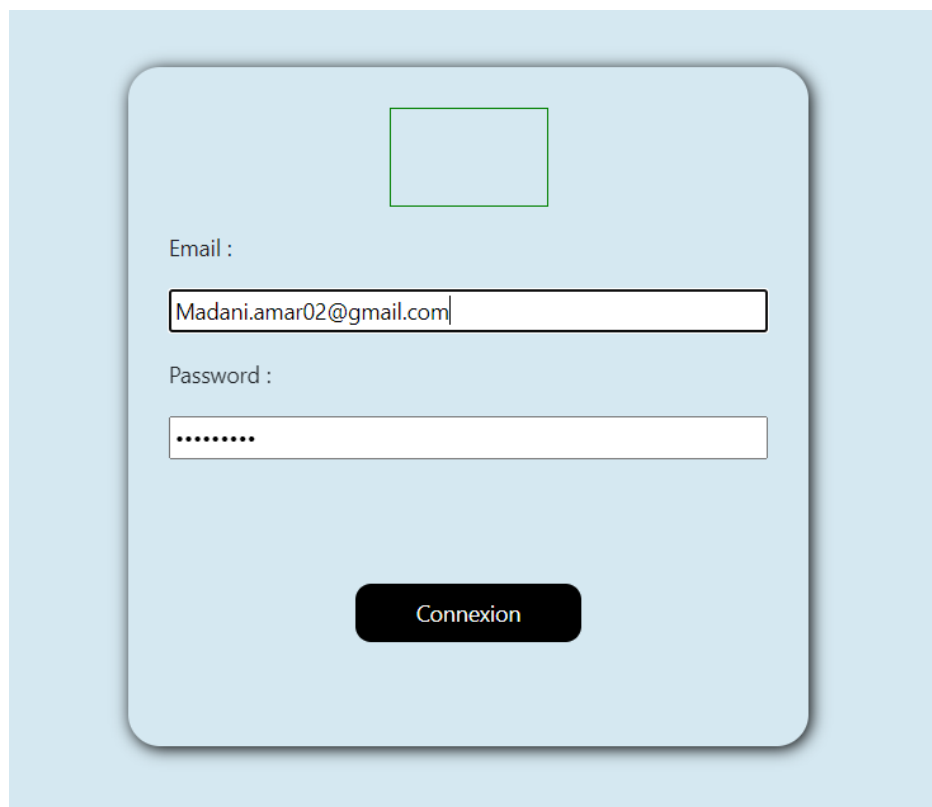 Email :
Madani.amar02@gmail.com
Password :
•••••••••
Connexion